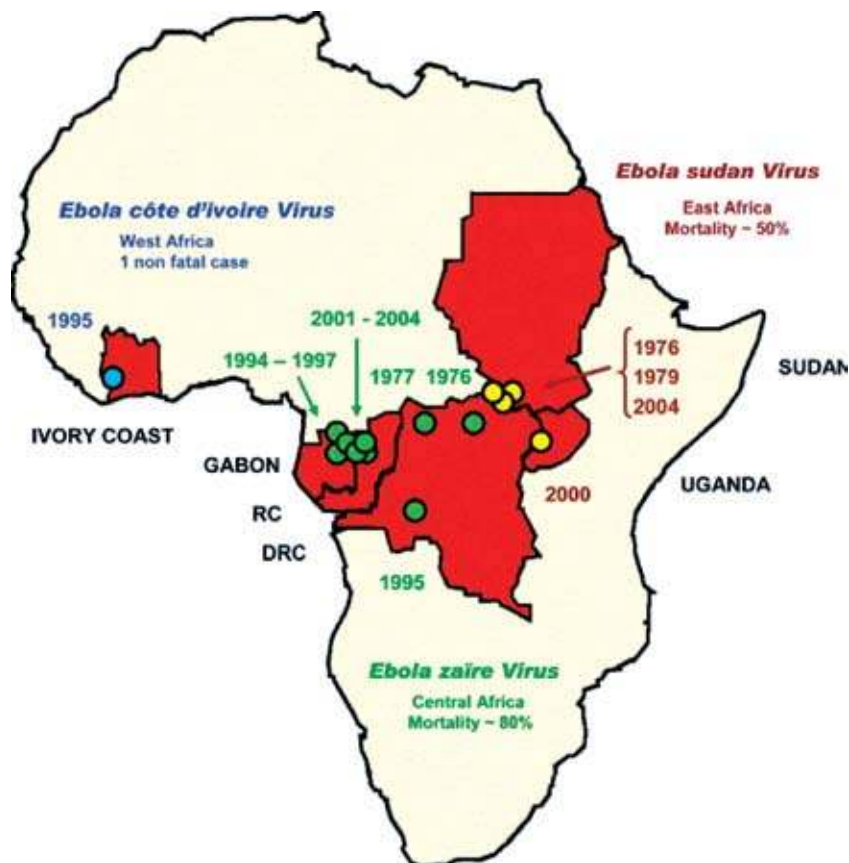 Ebola sudan Virus
East Africa
Mortality ~ 50%
Ebola côte d'ivoire Virus
West Africa
1 non fatal case
1995
2001 - 2004
1994 – 1997
1977 1976
1976
1979
2004
SUDAN
IVORY COAST
GABON
UGANDA
2000
RC
DRC
1995
Ebola zaïre Virus
Central Africa
Mortality ~ 80%